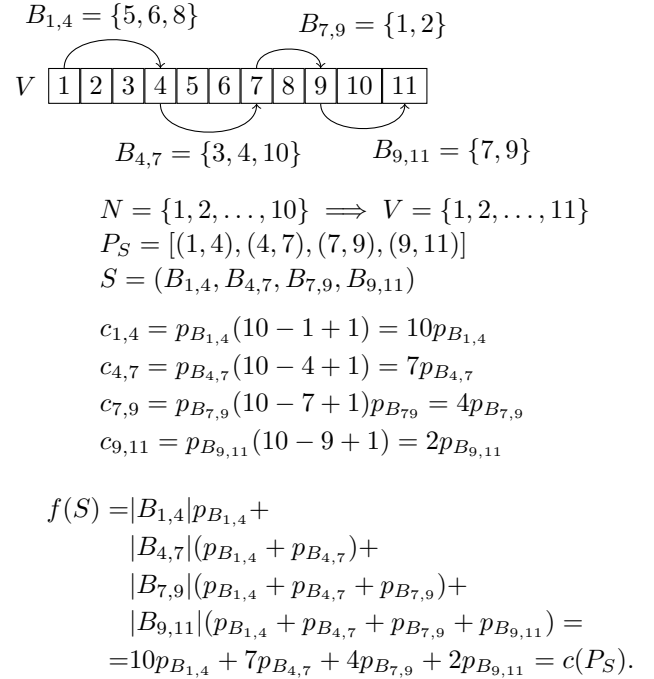 B_{1,4} = {5, 6, 8}
B_{7,9} = {1, 2}
V 1 2 3 4 5 6 7 8 9 10 11
B_{4,7} = {3, 4, 10}
B_{9,11} = {7, 9}
N = {1, 2, . . . , 10} ⟹ V = {1, 2, . . . , 11}
P_S = [(1, 4), (4, 7), (7, 9), (9, 11)]
S = (B_{1,4}, B_{4,7}, B_{7,9}, B_{9,11})
c_{1,4} = p_{B_{1,4}}(10 − 1 + 1) = 10p_{B_{1,4}}
c_{4,7} = p_{B_{4,7}}(10 − 4 + 1) = 7p_{B_{4,7}}
c_{7,9} = p_{B_{7,9}}(10 − 7 + 1)p_{B_{79}} = 4p_{B_{7,9}}
c_{9,11} = p_{B_{9,11}}(10 − 9 + 1) = 2p_{B_{9,11}}
f(S) =|B_{1,4}|p_{B_{1,4}}+
|B_{4,7}|(p_{B_{1,4}} + p_{B_{4,7}})+
|B_{7,9}|(p_{B_{1,4}} + p_{B_{4,7}} + p_{B_{7,9}})+
|B_{9,11}|(p_{B_{1,4}} + p_{B_{4,7}} + p_{B_{7,9}} + p_{B_{9,11}}) =
=10p_{B_{1,4}} + 7p_{B_{4,7}} + 4p_{B_{7,9}} + 2p_{B_{9,11}} = c(P_S).